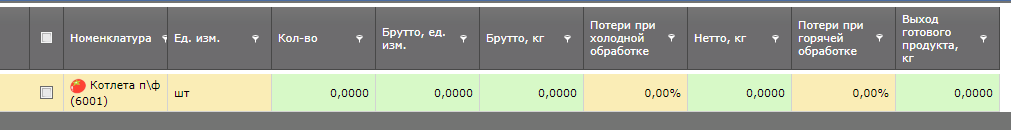 Номенклатура
Ед. изм.
Кол-во
Брутто, ед.
изм.
Брутто, кг
Потери при
холодной
обработке
Нетто, кг
Потери при
горячей
обработке
Выход
готового
продукта,
кг
Котлета п\ф
(6001)
шт
0,0000
0,0000
0,0000
0,00%
0,0000
0,00%
0,0000